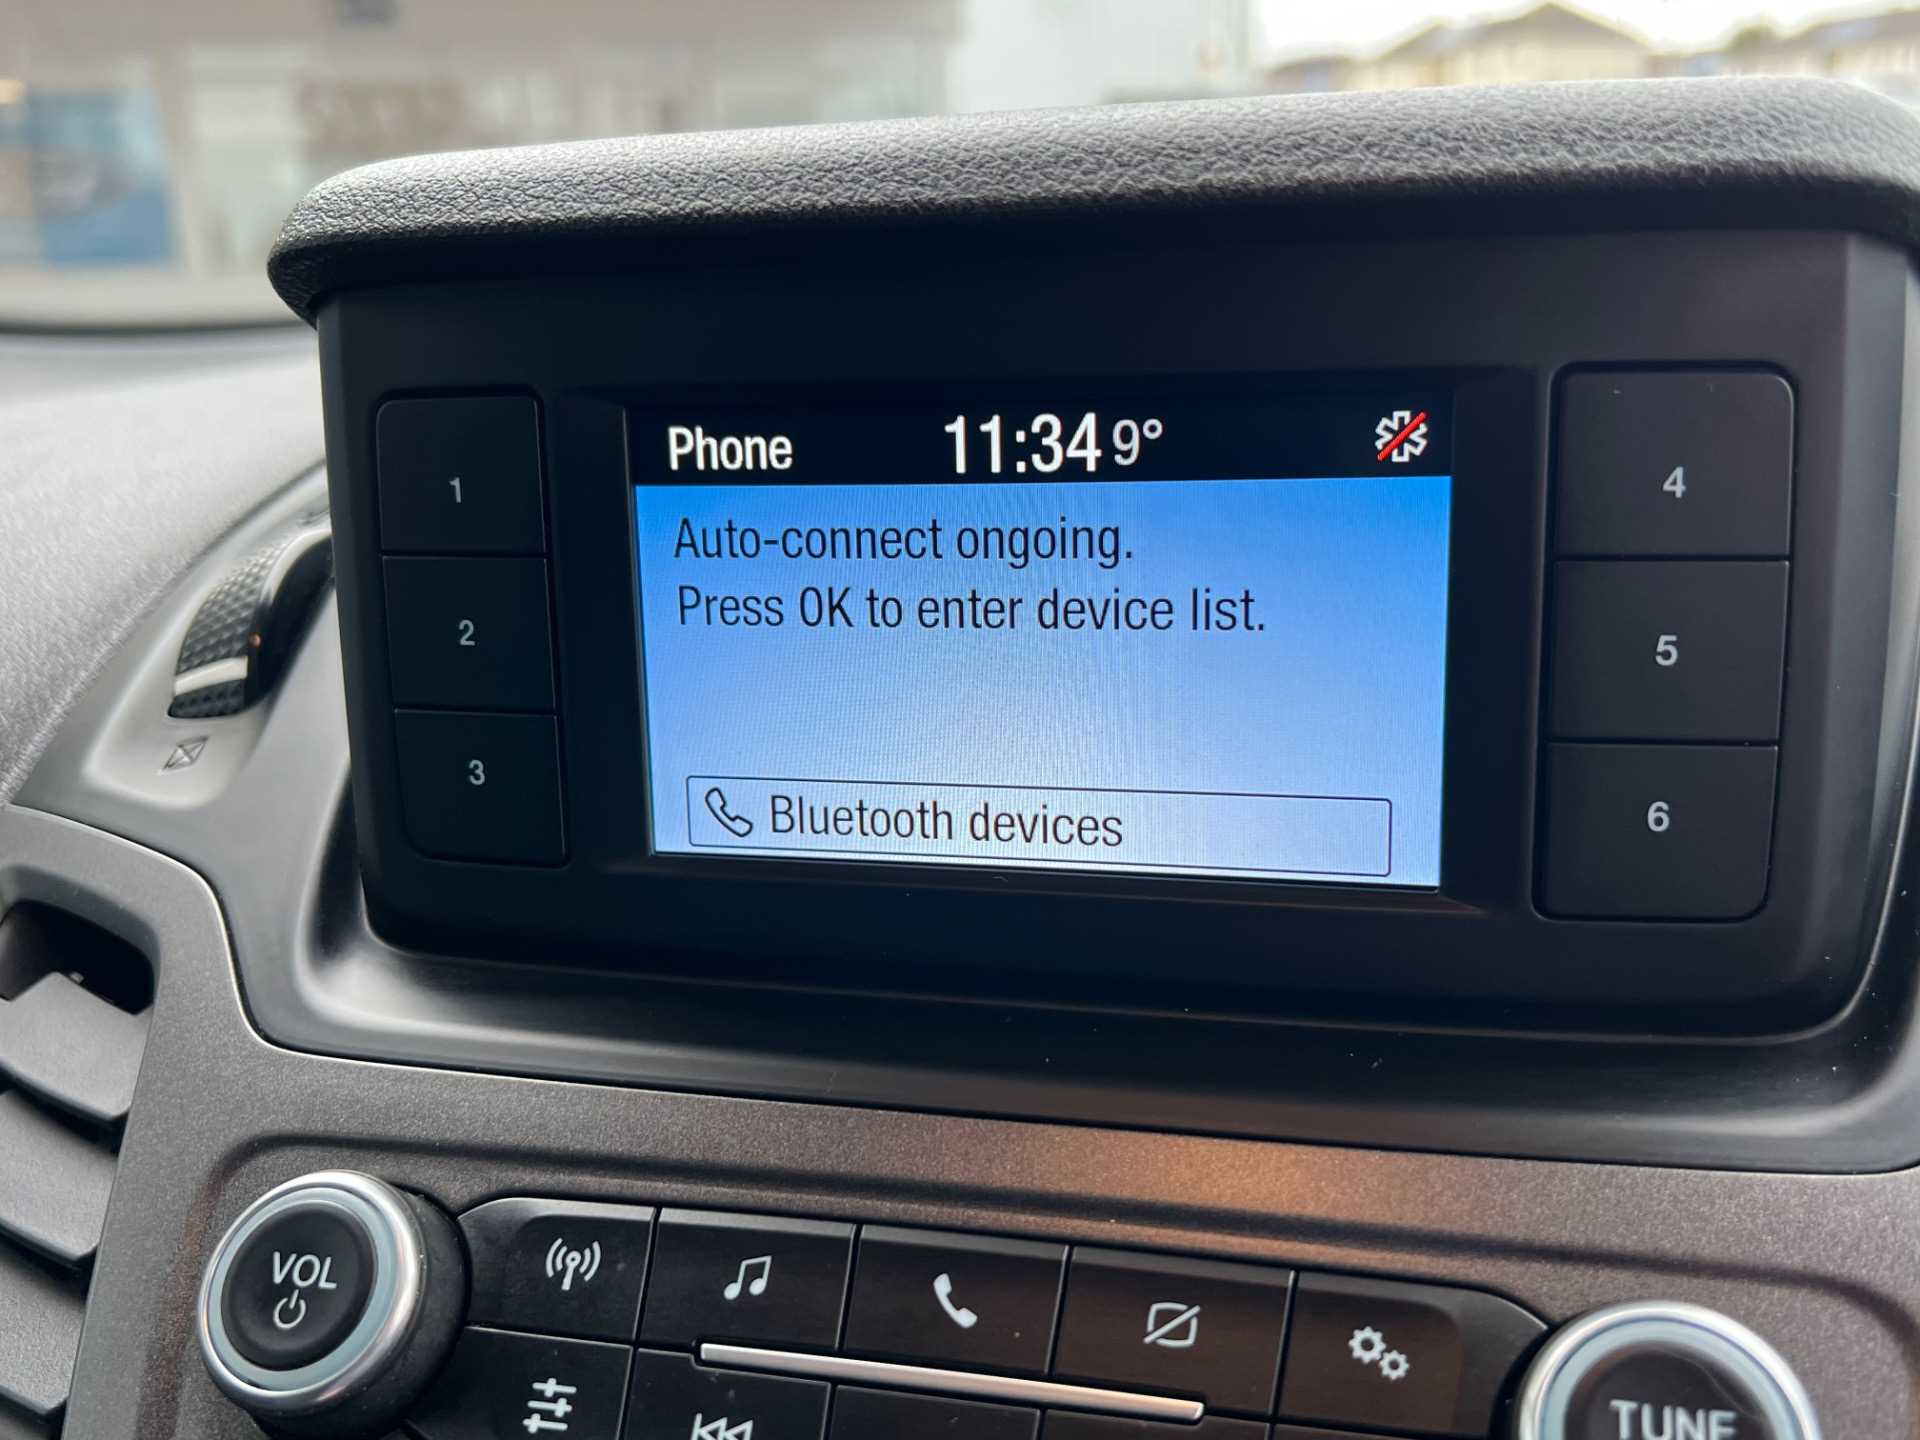 Phone 11:34 9°
Auto-connect ongoing.
Press OK to enter device list.
Bluetooth devices
1
2
3
4
5
6
VOL
TUNE